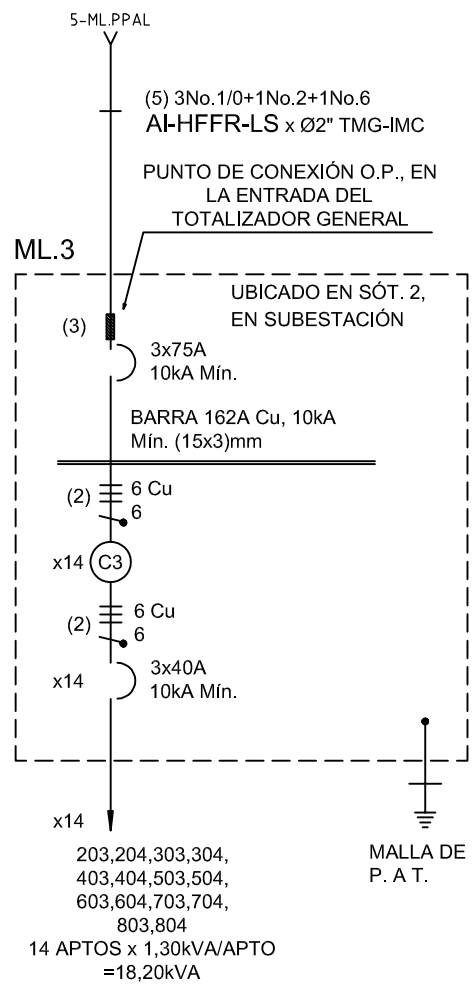 5-ML.PPAL
(5) 3No.1/0+1No.2+1No.6
AI-HFFR-LS x Ø2" TMG-IMC
PUNTO DE CONEXIÓN O.P., EN
LA ENTRADA DEL
TOTALIZADOR GENERAL
ML.3
UBICADO EN SÓT. 2,
EN SUBESTACIÓN
(3)
3x75A
10kA Mín.
BARRA 162A Cu, 10kA
Mín. (15x3)mm
(2)
6 Cu
6
x14
C3
(2)
6 Cu
6
x14
3x40A
10kA Mín.
x14
203,204,303,304,
403,404,503,504,
603,604,703,704,
803,804
14 APTOS x 1,30kVA/APTO
=18,20kVA
MALLA DE
P. A T.